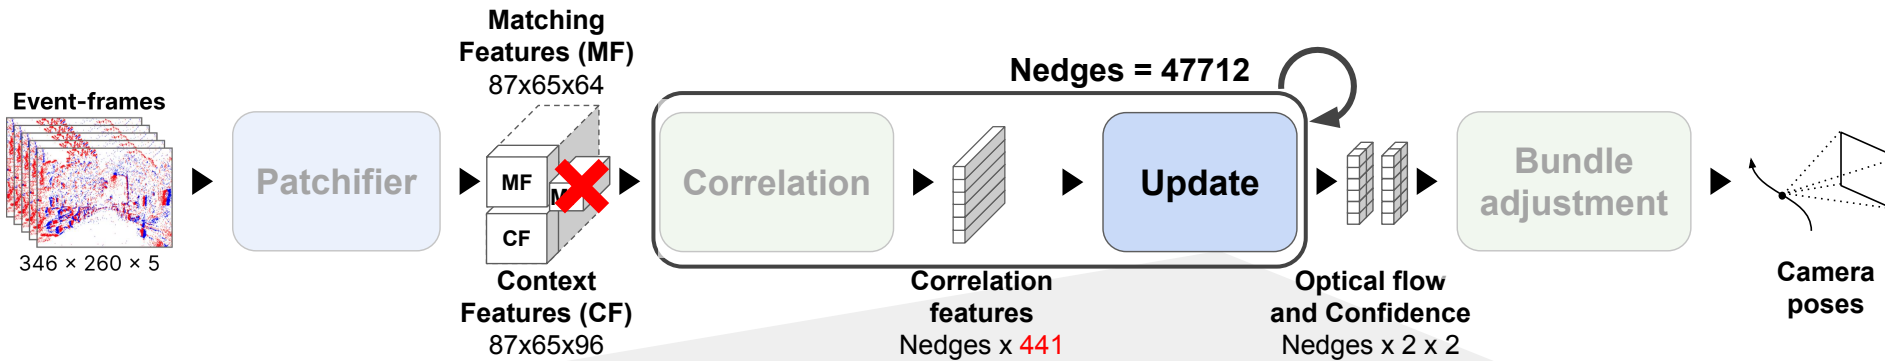 Event-frames
346 × 260 × 5
Patchifier
Matching
Features (MF)
87x65x64
MF
M
CF
Context
Features (CF)
87x65x96
Nedges = 47712
Correlation
Correlation
features
Nedges x 441
Update
Optical flow
and Confidence
Nedges x 2 x 2
Bundle
adjustment
Camera
poses